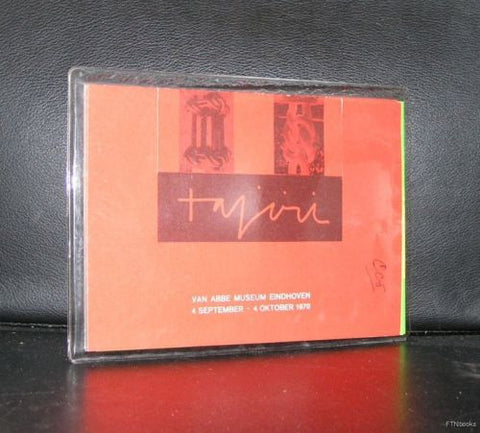 tajiri
VAN ABBE MUSEUM EINDHOVEN
4 SEPTEMBER - 4 OKTOBER 1970
FTNbooks